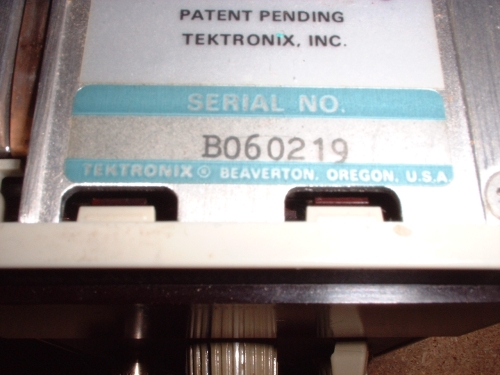 PATENT PENDING
TEKTRONIX, INC.
SERIAL NO.
B060219
TEKTRONIX ® BEAVERTON, OREGON, U.S.A